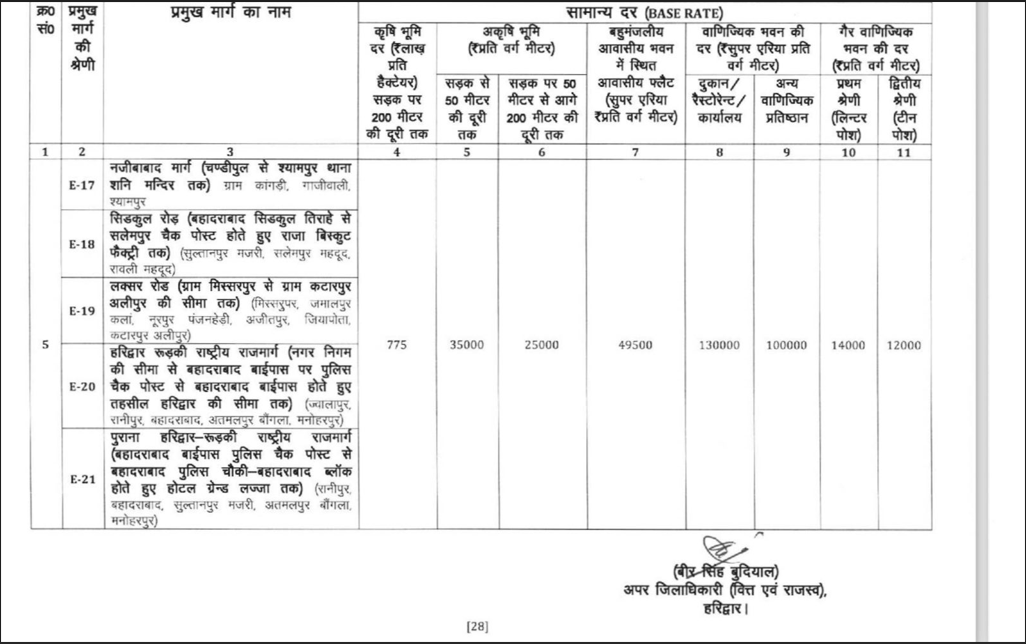 क्र0 सं0
प्रमुख मार्ग की श्रेणी
प्रमुख मार्ग का नाम
सामान्य दर (BASE RATE)
कृषि भूमि दर (₹लाख प्रति हैक्टेयर) सड़क पर 200 मीटर की दूरी तक
अकृषि भूमि (₹प्रति वर्ग मीटर)
बहुमंजलीय आवासीय भवन में स्थित आवासीय फ्लैट (सुपर एरिया ₹प्रति वर्ग मीटर)
वाणिज्यिक भवन की दर (₹सुपर एरिया प्रति वर्ग मीटर)
गैर वाणिज्यिक भवन की दर (₹प्रति वर्ग मीटर)
सड़क से 50 मीटर की दूरी तक
सड़क पर 50 मीटर से आगे 200 मीटर की दूरी तक
दुकान/ रैस्टोरेन्ट/ कार्यालय
अन्य वाणिज्यिक प्रतिष्ठान
प्रथम श्रेणी (लिन्टर पोश)
द्वितीय श्रेणी (टीन पोश)
1 2 3 4 5 6 7 8 9 10 11
5
E-17
नजीबाबाद मार्ग (चण्डीपुल से श्यामपुर थाना
शनि मन्दिर तक) ग्राम कांगडी, गाजीवाली,
श्यामपुर
E-18
सिडकुल रोड़ (बहादराबाद सिडकुल तिराहे से
सलेमपुर चैक पोस्ट होते हुए राजा बिस्कुट
फैक्ट्री तक) (सुल्तानपुर मजरी, सलेमपुर महदूद,
रावली महदूद)
E-19
लक्सर रोड (ग्राम मिस्सरपुर से ग्राम कटारपुर
अलीपुर की सीमा तक) (मिस्सरुपर, जमालपुर
कलां, नूरपुर पंजनहेडी, अजीतपुर, जियापोता,
कटारपुर अलीपुर)
E-20
हरिद्वार रूड़की राष्ट्रीय राजमार्ग (नगर निगम
की सीमा से बहादराबाद बाईपास पर पुलिस
चैक पोस्ट से बहादराबाद बाईपास होते हुए
तहसील हरिद्वार की सीमा तक) (ज्वालापुर,
रानीपुर, बहादराबाद, अतमलपुर बौंगला, मनोहरपुर)
E-21
पुराना हरिद्वार–रूड़की राष्ट्रीय राजमार्ग
(बहादराबाद बाईपास पुलिस चैक पोस्ट से
बहादराबाद पुलिस चौकी–बहादराबाद ब्लॉक
होते हुए होटल ग्रेन्ड लज्जा तक) (रानीपुर,
बहादराबाद, सुल्तानपुर मजरी, अतमलपुर बौंगला,
मनोहरपुर)
775 35000 25000 49500 130000 100000 14000 12000
(बीर सिंह बुदियाल)
अपर जिलाधिकारी (वित्त एवं राजस्व),
हरिद्वार।
[28]